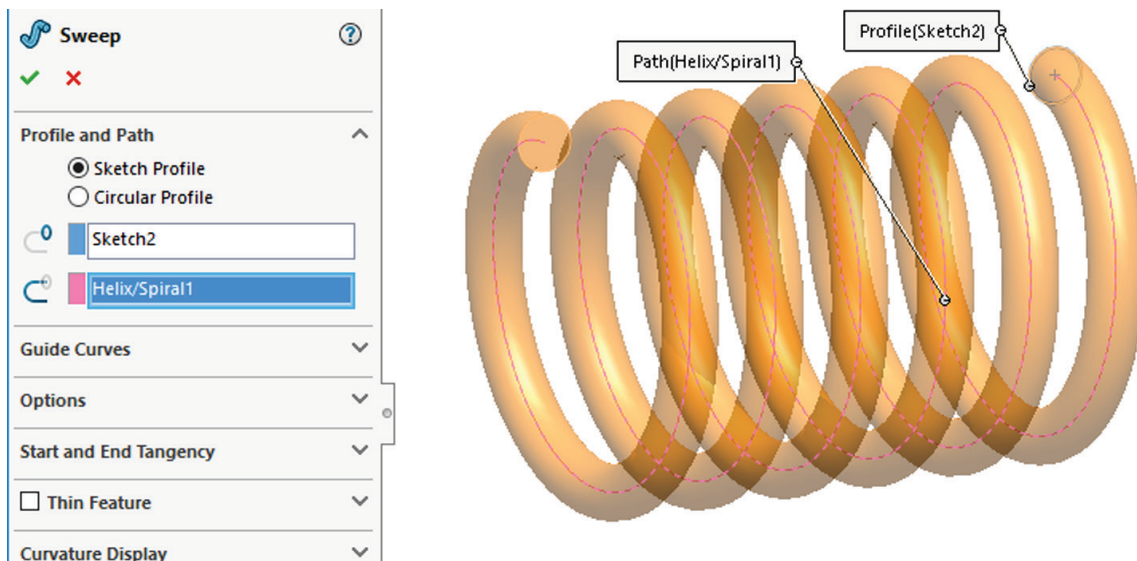 Sweep
Profile and Path
Sketch Profile
Circular Profile
Sketch2
Helix/Spiral1
Guide Curves
Options
Start and End Tangency
Thin Feature
Curvature Display
Path(Helix/Spiral1)
Profile(Sketch2)